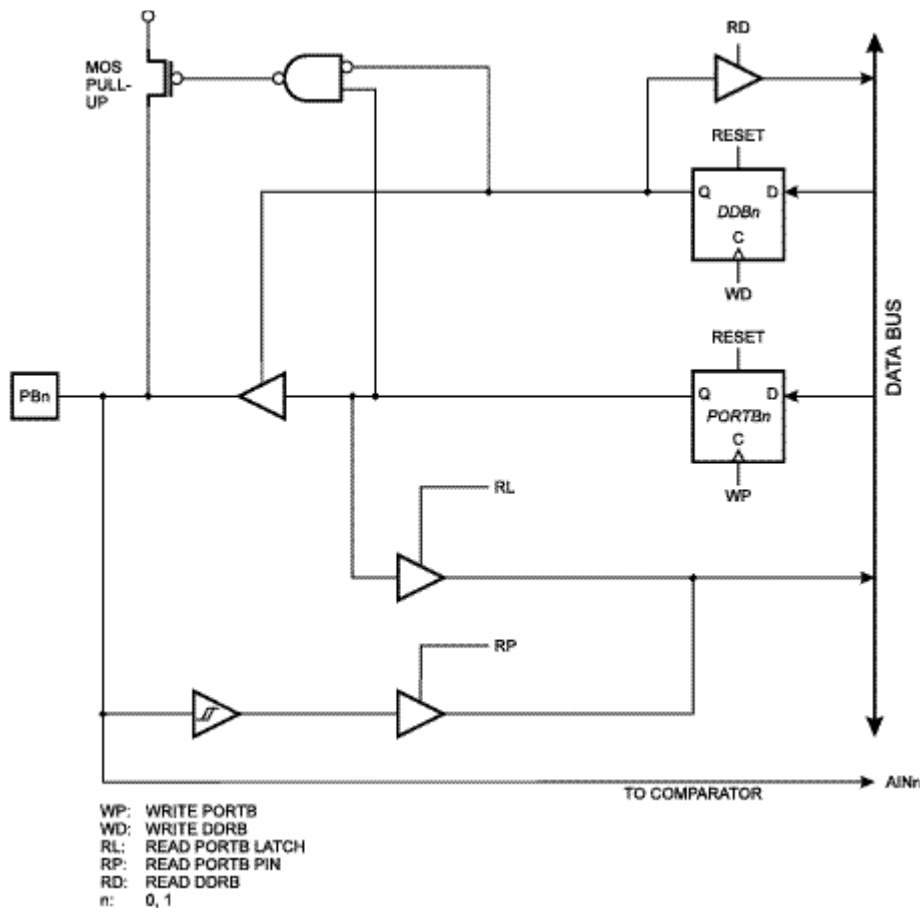 RD
MOS
PULL-
UP
RESET
Q D
DDBn
C
WD
RESET
PBn
Q D
PORTBn
C
WP
DATA BUS
RL
RP
TO COMPARATOR
AINn
WP: WRITE PORTB
WD: WRITE DDRB
RL: READ PORTB LATCH
RP: READ PORTB PIN
RD: READ DDRB
n: 0, 1